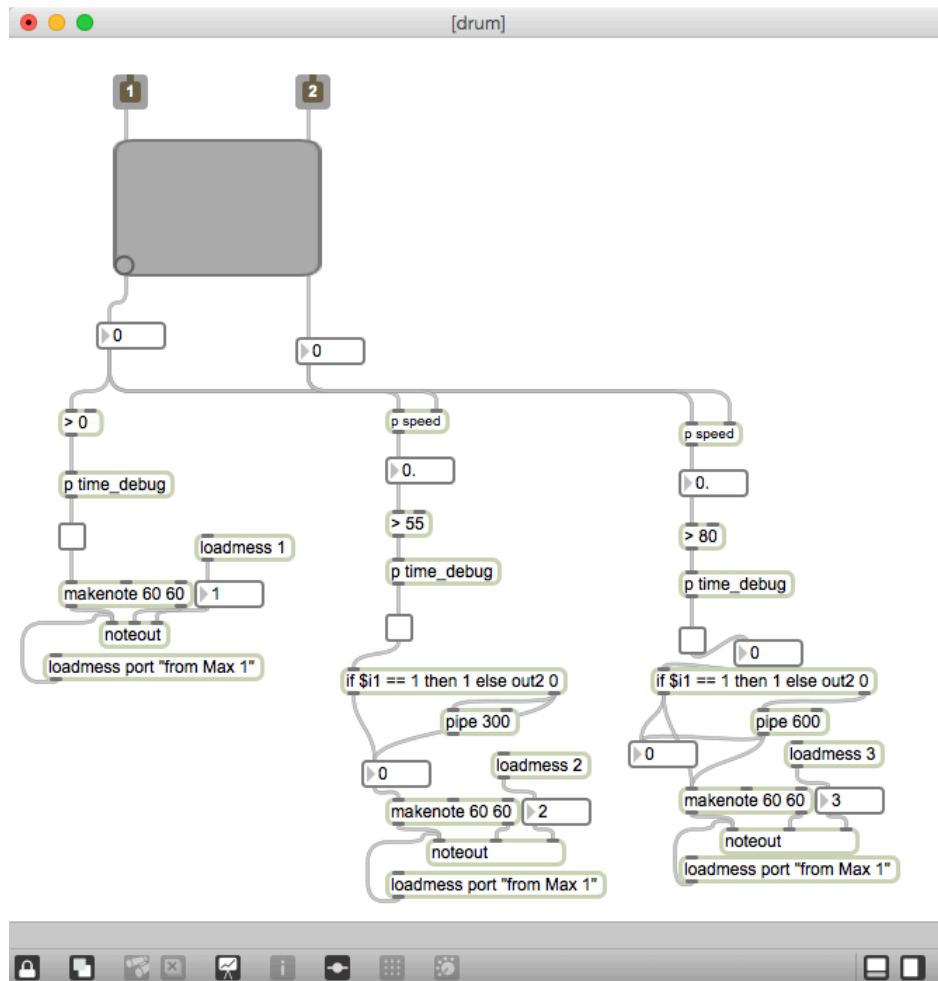 [drum]
1
2
0
0
> 0
p speed
p speed
p time_debug
0.
0.
> 55
> 80
loadmess 1
p time_debug
p time_debug
makenote 60 60
1
noteout
0
loadmess port "from Max 1"
if $i1 == 1 then 1 else out2 0
if $i1 == 1 then 1 else out2 0
pipe 300
pipe 600
0
loadmess 2
0
loadmess 3
makenote 60 60
2
makenote 60 60
3
noteout
noteout
loadmess port "from Max 1"
loadmess port "from Max 1"
i